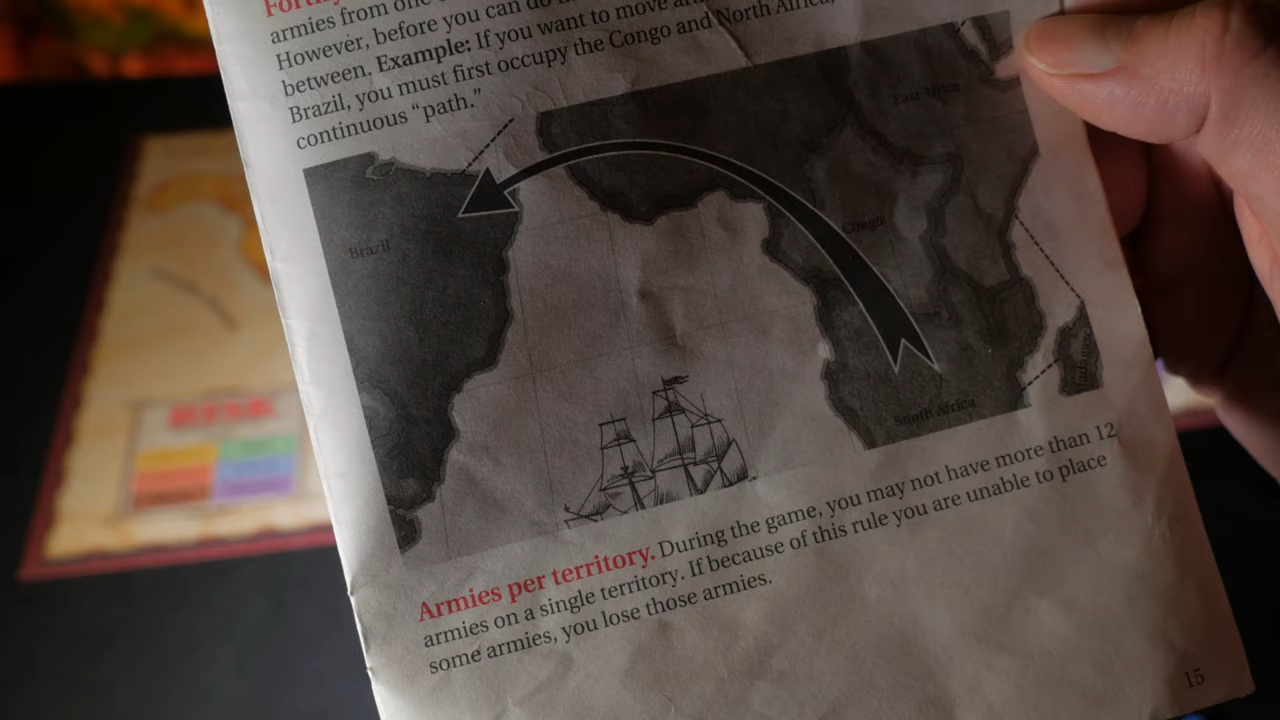 armies from one
However, before you can do
between. Example: If you want to move
Brazil, you must first occupy the Congo and North Africa,
continuous “path.”
East Africa
Brazil
Congo
South Africa
RISK
Armies per territory. During the game, you may not have more than 12
armies on a single territory. If because of this rule you are unable to place
some armies, you lose those armies.
15